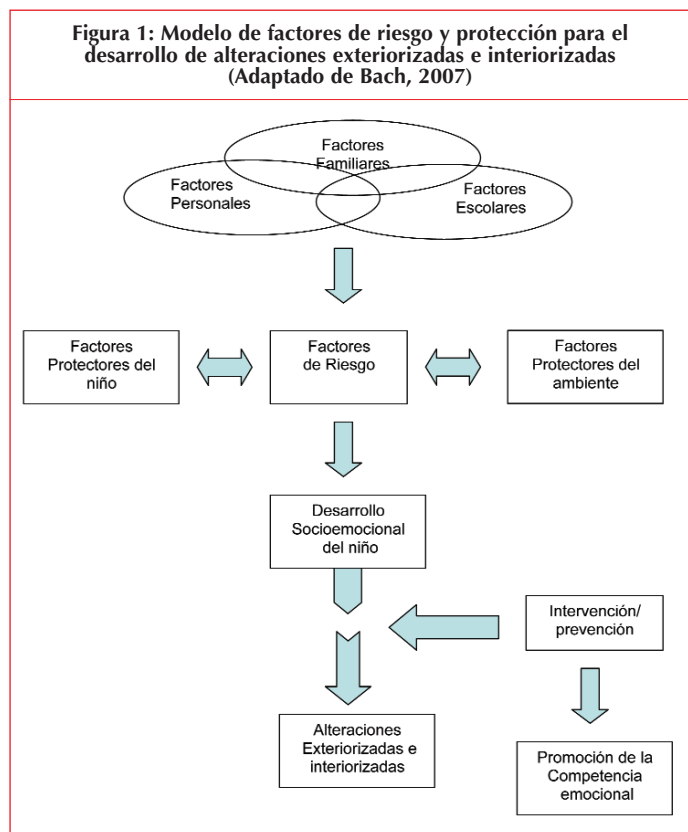 Figura 1: Modelo de factores de riesgo y protección para el
desarrollo de alteraciones exteriorizadas e interiorizadas
(Adaptado de Bach, 2007)
Factores
Familiares
Factores
Personales
Factores
Escolares
Factores
Protectores del
niño
Factores
de Riesgo
Factores
Protectores del
ambiente
Desarrollo
Socioemocional
del niño
Intervención/
prevención
Alteraciones
Exteriorizadas e
interiorizadas
Promoción de la
Competencia
emocional